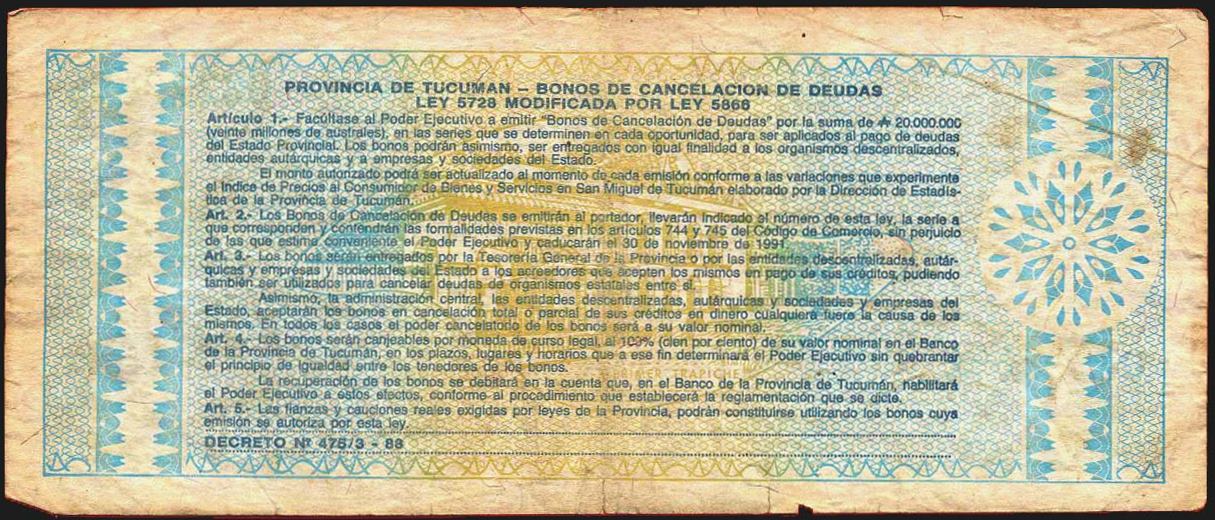 PROVINCIA DE TUCUMAN – BONOS DE CANCELACION DE DEUDAS
LEY 5728 MODIFICADA POR LEY 5866
Artículo 1.- Facúltase al Poder Ejecutivo a emitir "Bonos de Cancelación de Deudas" por la suma de ₳ 20.000.000
(veinte millones de australes), en las series que se determinen en cada oportunidad, para ser aplicados al pago de deudas
del Estado Provincial. Los bonos podrán asimismo, ser entregados con igual finalidad a los organismos descentralizados,
entidades autárquicas y a empresas y sociedades del Estado.
El monto autorizado podrá ser actualizado al momento de cada emisión conforme a las variaciones que experimente
el Indice de Precios al Consumidor de Bienes y Servicios en San Miguel de Tucumán elaborado por la Dirección de Estadís-
tica de la Provincia de Tucumán.
Art. 2.- Los Bonos de Cancelación de Deudas se emitirán al portador, llevarán indicado el número de esta ley, la serie a
que corresponden y contendrán las formalidades previstas en los artículos 744 y 745 del Código de Comercio, sin perjuicio
de las que estime conveniente el Poder Ejecutivo y caducarán el 30 de noviembre de 1991.
Art. 3.- Los bonos serán entregados por la Tesorería General de la Provincia o por las entidades descentralizadas, autár-
quicas y empresas y sociedades del Estado a los acreedores que acepten los mismos en pago de sus créditos, pudiendo
también ser utilizados para cancelar deudas de organismos estatales entre sí.
Asimismo, la administración central, las entidades descentralizadas, autárquicas y sociedades y empresas del
Estado, aceptarán los bonos en cancelación total o parcial de sus créditos en dinero cualquiera fuere la causa de los
mismos. En todos los casos el poder cancelatorio de los bonos será a su valor nominal.
Art. 4.- Los bonos serán canjeables por moneda de curso legal, al 100% (cien por ciento) de su valor nominal en el Banco
de la Provincia de Tucumán, en los plazos, lugares y horarios que a ese fin determinará el Poder Ejecutivo sin quebrantar
el principio de igualdad entre los tenedores de los bonos.
PRIMER TRAPICHE
La recuperación de los bonos se debitará en la cuenta que, en el Banco de la Provincia de Tucumán, habilitará
el Poder Ejecutivo a estos efectos, conforme al procedimiento que establecerá la reglamentación que se dicte.
Art. 5.- Las fianzas y cauciones reales exigidas por leyes de la Provincia, podrán constituirse utilizando los bonos cuya
emisión se autoriza por esta ley.
DECRETO Nº 475/3 - 88